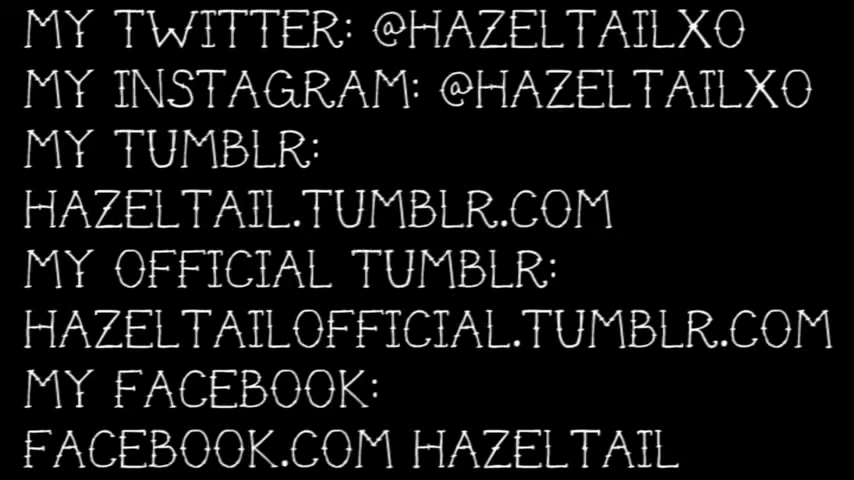 MY TWITTER: @HAZELTAILXO
MY INSTAGRAM: @HAZELTAILXO
MY TUMBLR:
HAZELTAIL.TUMBLR.COM
MY OFFICIAL TUMBLR:
HAZELTAILOFFICIAL.TUMBLR.COM
MY FACEBOOK:
FACEBOOK.COM HAZELTAIL